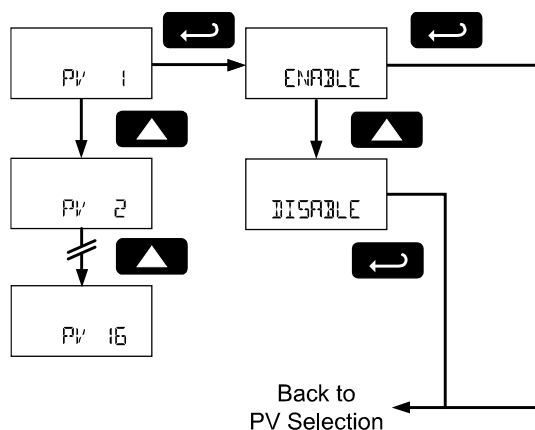 PV 1
ENABLE
PV 2
DISABLE
PV 16
Back to
PV Selection